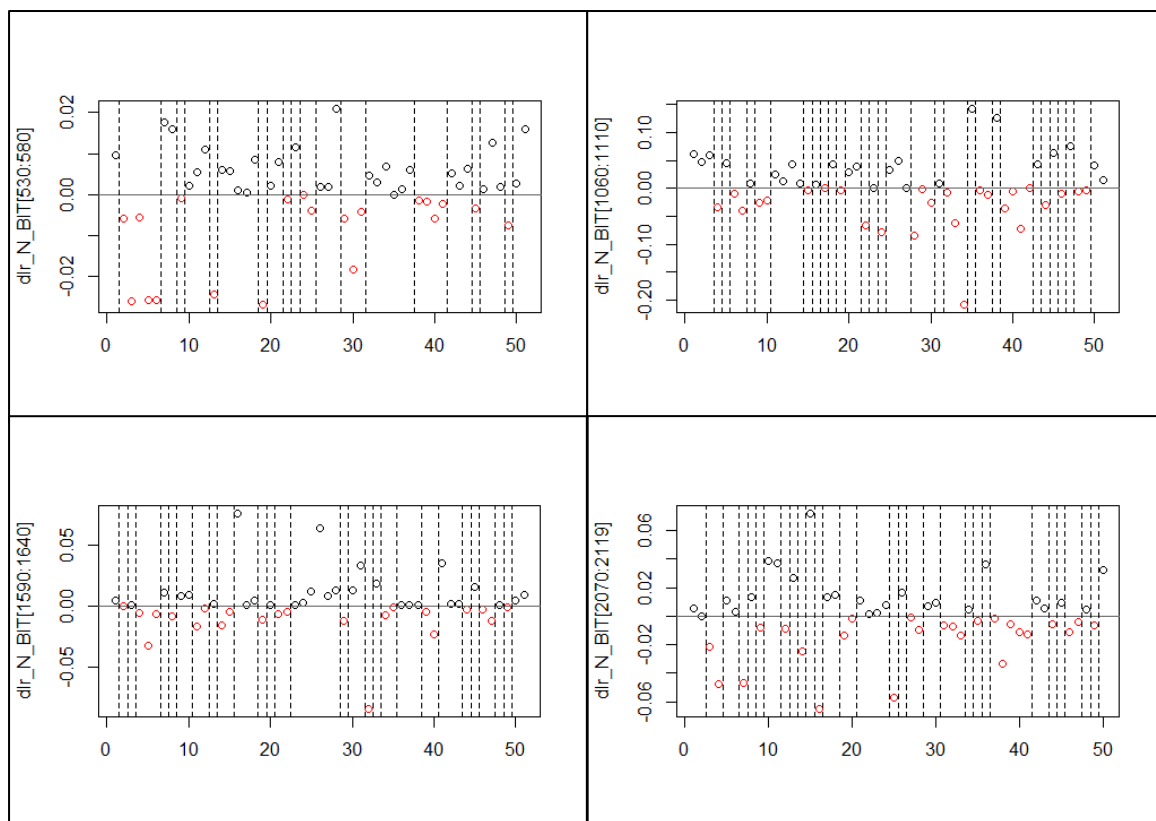 dlr_N_BIT[530:580]
0.02
0.00
-0.02
0 10 20 30 40 50
dlr_N_BIT[1060:1110]
0.10
0.00
-0.10
-0.20
0 10 20 30 40 50
dlr_N_BIT[1590:1640]
0.05
0.00
-0.05
0 10 20 30 40 50
dlr_N_BIT[2070:2119]
0.06
0.02
-0.02
-0.06
0 10 20 30 40 50